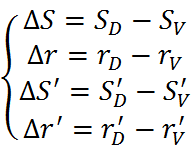 ΔS = S_D − S_V
Δr = r_D − r_V
ΔS′ = S′_D − S′_V
Δr′ = r′_D − r′_V